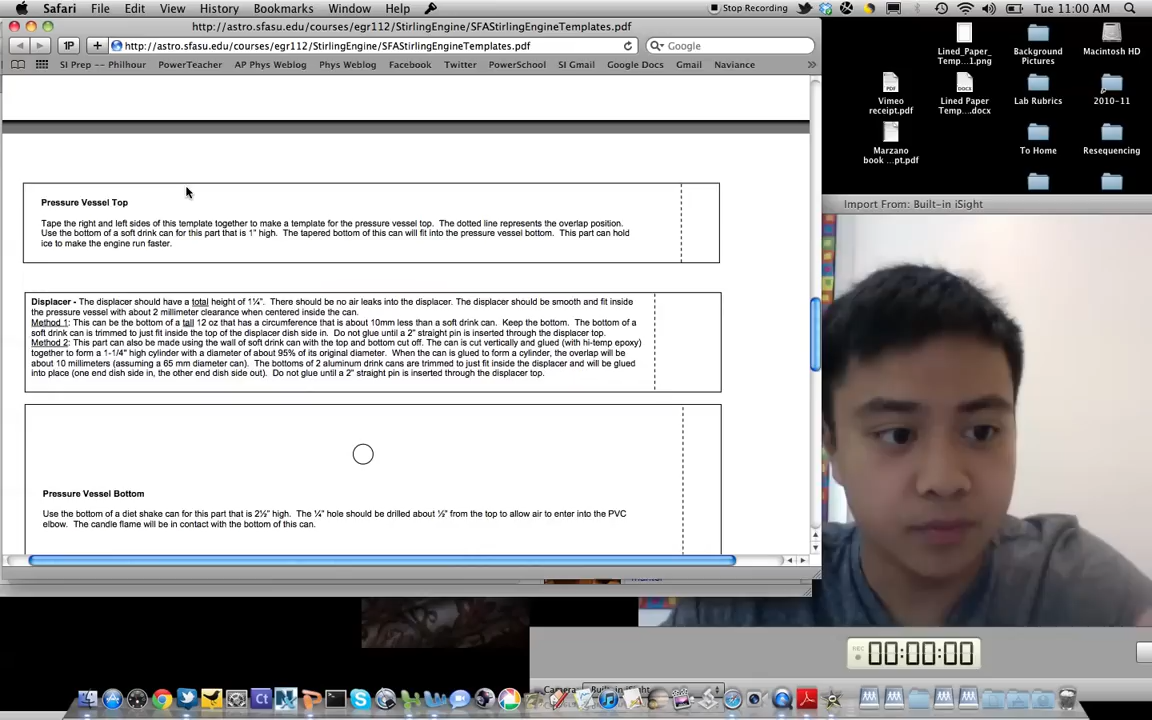 Safari File Edit View History Bookmarks Window Help
Stop Recording
Tue 11:00 AM
http://astro.sfasu.edu/courses/egr112/StirlingEngine/SFAStirlingEngineTemplates.pdf
1P
+
http://astro.sfasu.edu/courses/egr112/StirlingEngine/SFAStirlingEngineTemplates.pdf
Google
SI Prep -- Philhour PowerTeacher AP Phys Weblog Phys Weblog Facebook Twitter PowerSchool SI Gmail Google Docs Gmail Naviance »
Lined_Paper_
Temp...1.png
Background
Pictures
Macintosh HD
Vimeo
receipt.pdf
Lined Paper
Temp....docx
Lab Rubrics
2010-11
Marzano
book ...pt.pdf
To Home
Resequencing
Import From: Built-in iSight
Pressure Vessel Top
Tape the right and left sides of this template together to make a template for the pressure vessel top. The dotted line represents the overlap position.
Use the bottom of a soft drink can for this part that is 1" high. The tapered bottom of this can will fit into the pressure vessel bottom. This part can hold
ice to make the engine run faster.
Displacer - The displacer should have a total height of 1¼". There should be no air leaks into the displacer. The displacer should be smooth and fit inside
the pressure vessel with about 2 millimeter clearance when centered inside the can.
Method 1: This can be the bottom of a tall 12 oz that has a circumference that is about 10mm less than a soft drink can. Keep the bottom. The bottom of a
soft drink can is trimmed to just fit inside the top of the displacer dish side in. Do not glue until a 2" straight pin is inserted through the displacer top.
Method 2: This part can also be made using the wall of soft drink can with the top and bottom cut off. The can is cut vertically and glued (with hi-temp epoxy)
together to form a 1-1/4" high cylinder with a diameter of about 95% of its original diameter. When the can is glued to form a cylinder, the overlap will be
about 10 millimeters (assuming a 65 mm diameter can). The bottoms of 2 aluminum drink cans are trimmed to just fit inside the displacer and will be glued
into place (one end dish side in, the other end dish side out). Do not glue until a 2" straight pin is inserted through the displacer top.
Pressure Vessel Bottom
Use the bottom of a diet shake can for this part that is 2½" high. The ¼" hole should be drilled about ½" from the top to allow air to enter into the PVC
elbow. The candle flame will be in contact with the bottom of this can.
REC
00:00:00
Camera
Ct